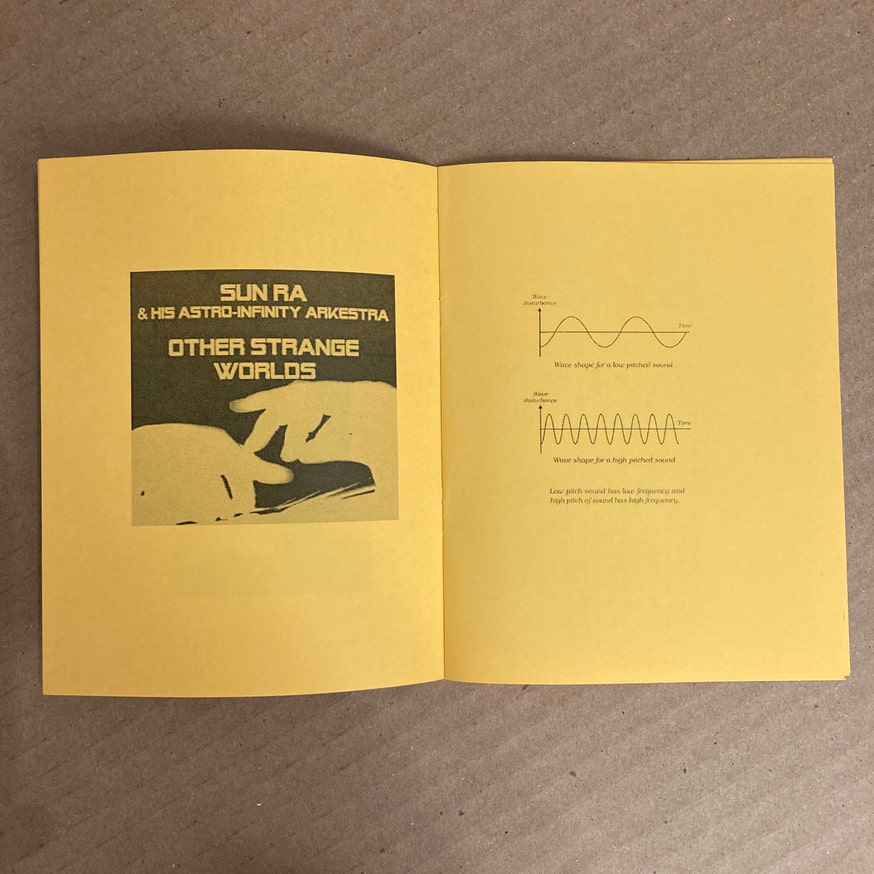 SUN RA
& HIS ASTRO-INFINITY ARKESTRA
OTHER STRANGE
WORLDS
Wave
disturbance
Time
Wave shape for a low pitched sound
Wave
disturbance
Time
Wave shape for a high pitched sound
Low pitch sound has low frequency and
high pitch of sound has high frequency.